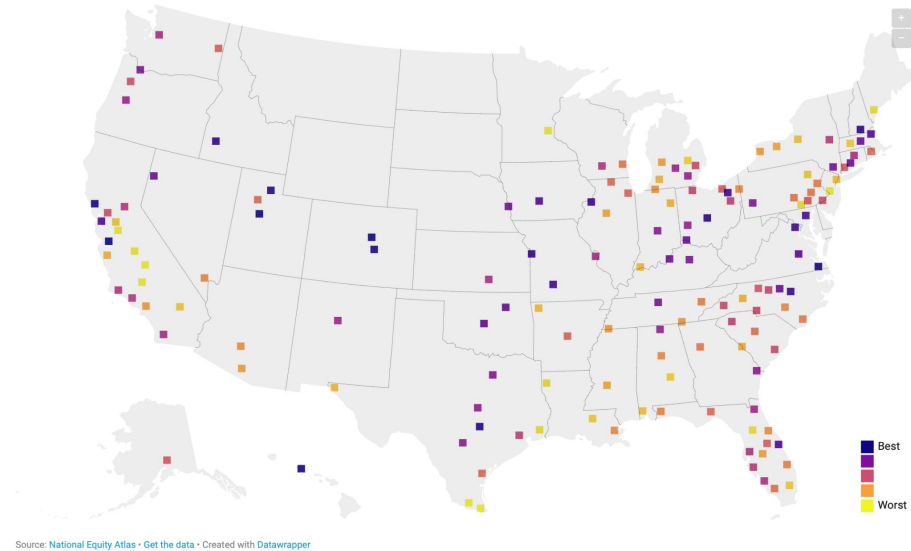 +
−
Best
Worst
Source: National Equity Atlas • Get the data • Created with Datawrapper